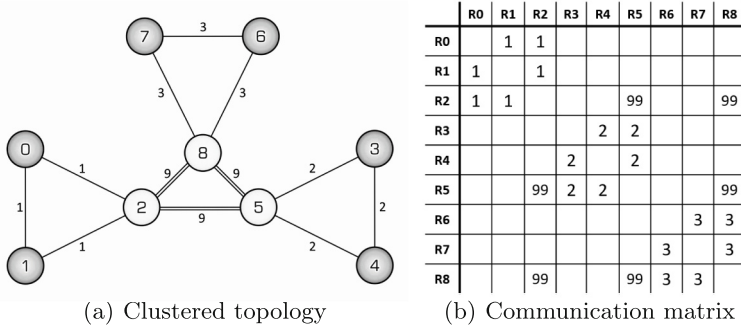 7 3 6
3 3
0 8 3
1 9 9 2
1 2 9 5 2
1 2
1 4
(a) Clustered topology
R0 R1 R2 R3 R4 R5 R6 R7 R8
R0 1 1
R1 1 1
R2 1 1 99 99
R3 2 2
R4 2 2
R5 99 2 2 99
R6 3 3
R7 3 3
R8 99 99 3 3
(b) Communication matrix